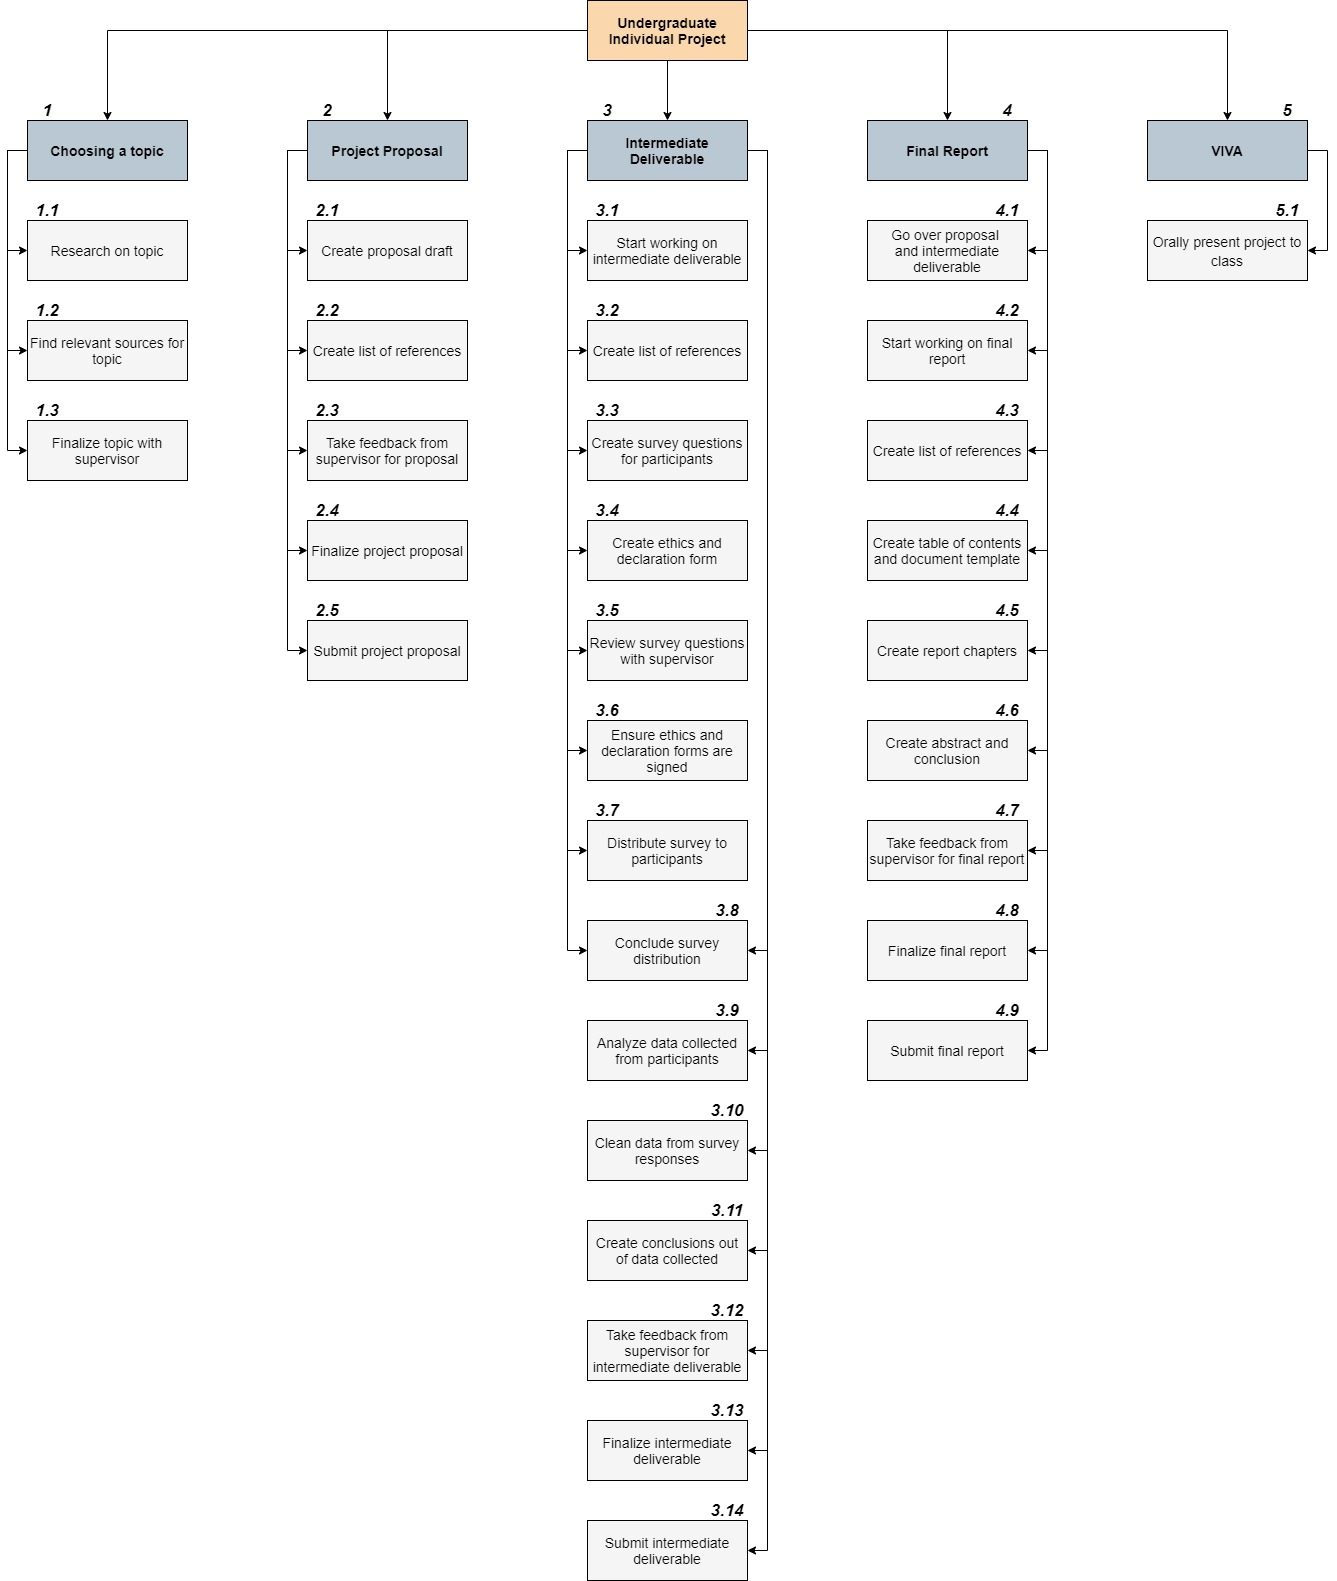 Undergraduate
Individual Project
1
Choosing a topic
1.1
Research on topic
1.2
Find relevant sources for
topic
1.3
Finalize topic with
supervisor
2
Project Proposal
2.1
Create proposal draft
2.2
Create list of references
2.3
Take feedback from
supervisor for proposal
2.4
Finalize project proposal
2.5
Submit project proposal
3
Intermediate
Deliverable
3.1
Start working on
intermediate deliverable
3.2
Create list of references
3.3
Create survey questions
for participants
3.4
Create ethics and
declaration form
3.5
Review survey questions
with supervisor
3.6
Ensure ethics and
declaration forms are
signed
3.7
Distribute survey to
participants
3.8
Conclude survey
distribution
3.9
Analyze data collected
from participants
3.10
Clean data from survey
responses
3.11
Create conclusions out
of data collected
3.12
Take feedback from
supervisor for
intermediate deliverable
3.13
Finalize intermediate
deliverable
3.14
Submit intermediate
deliverable
4
Final Report
4.1
Go over proposal
and intermediate
deliverable
4.2
Start working on final
report
4.3
Create list of references
4.4
Create table of contents
and document template
4.5
Create report chapters
4.6
Create abstract and
conclusion
4.7
Take feedback from
supervisor for final report
4.8
Finalize final report
4.9
Submit final report
5
VIVA
5.1
Orally present project to
class